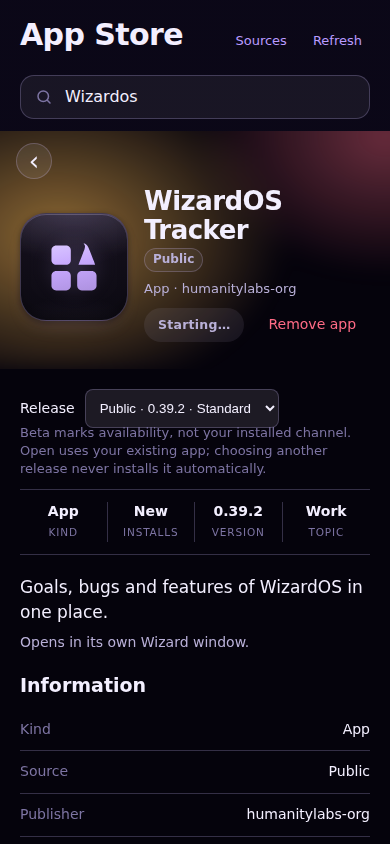 App Store
Sources
Refresh
Wizardos
WizardOS
Tracker
Public
App · humanitylabs-org
Starting…
Remove app
Release
Public · 0.39.2 · Standard
Beta marks availability, not your installed channel.
Open uses your existing app; choosing another
release never installs it automatically.
App
KIND
New
INSTALLS
0.39.2
VERSION
Work
TOPIC
Goals, bugs and features of WizardOS in
one place.
Opens in its own Wizard window.
Information
Kind
App
Source
Public
Publisher
humanitylabs-org